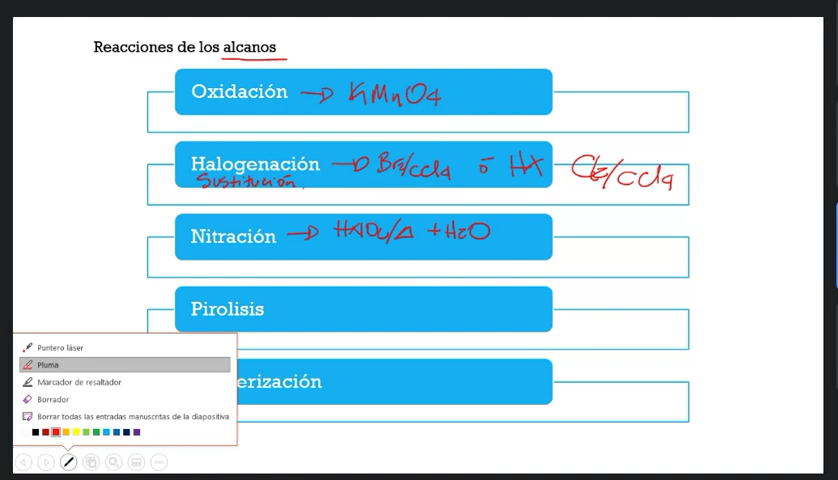 Reacciones de los alcanos
Oxidación → KMnO4
Halogenación → Br2/CCl4 ó HX Cl2/CCl4
Sustitución.
Nitración → HNO3/Δ + H2O
Pirolisis
erización
Puntero láser
Pluma
Marcador de resaltador
Borrador
Borrar todas las entradas manuscritas de la diapositiva